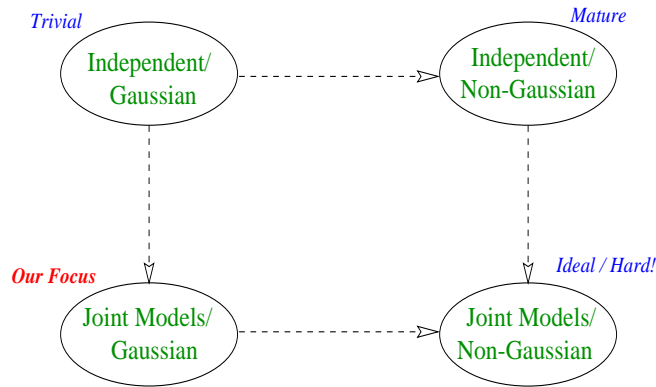 Trivial
Mature
Independent/
Gaussian
Independent/
Non-Gaussian
Our Focus
Ideal / Hard!
Joint Models/
Gaussian
Joint Models/
Non-Gaussian